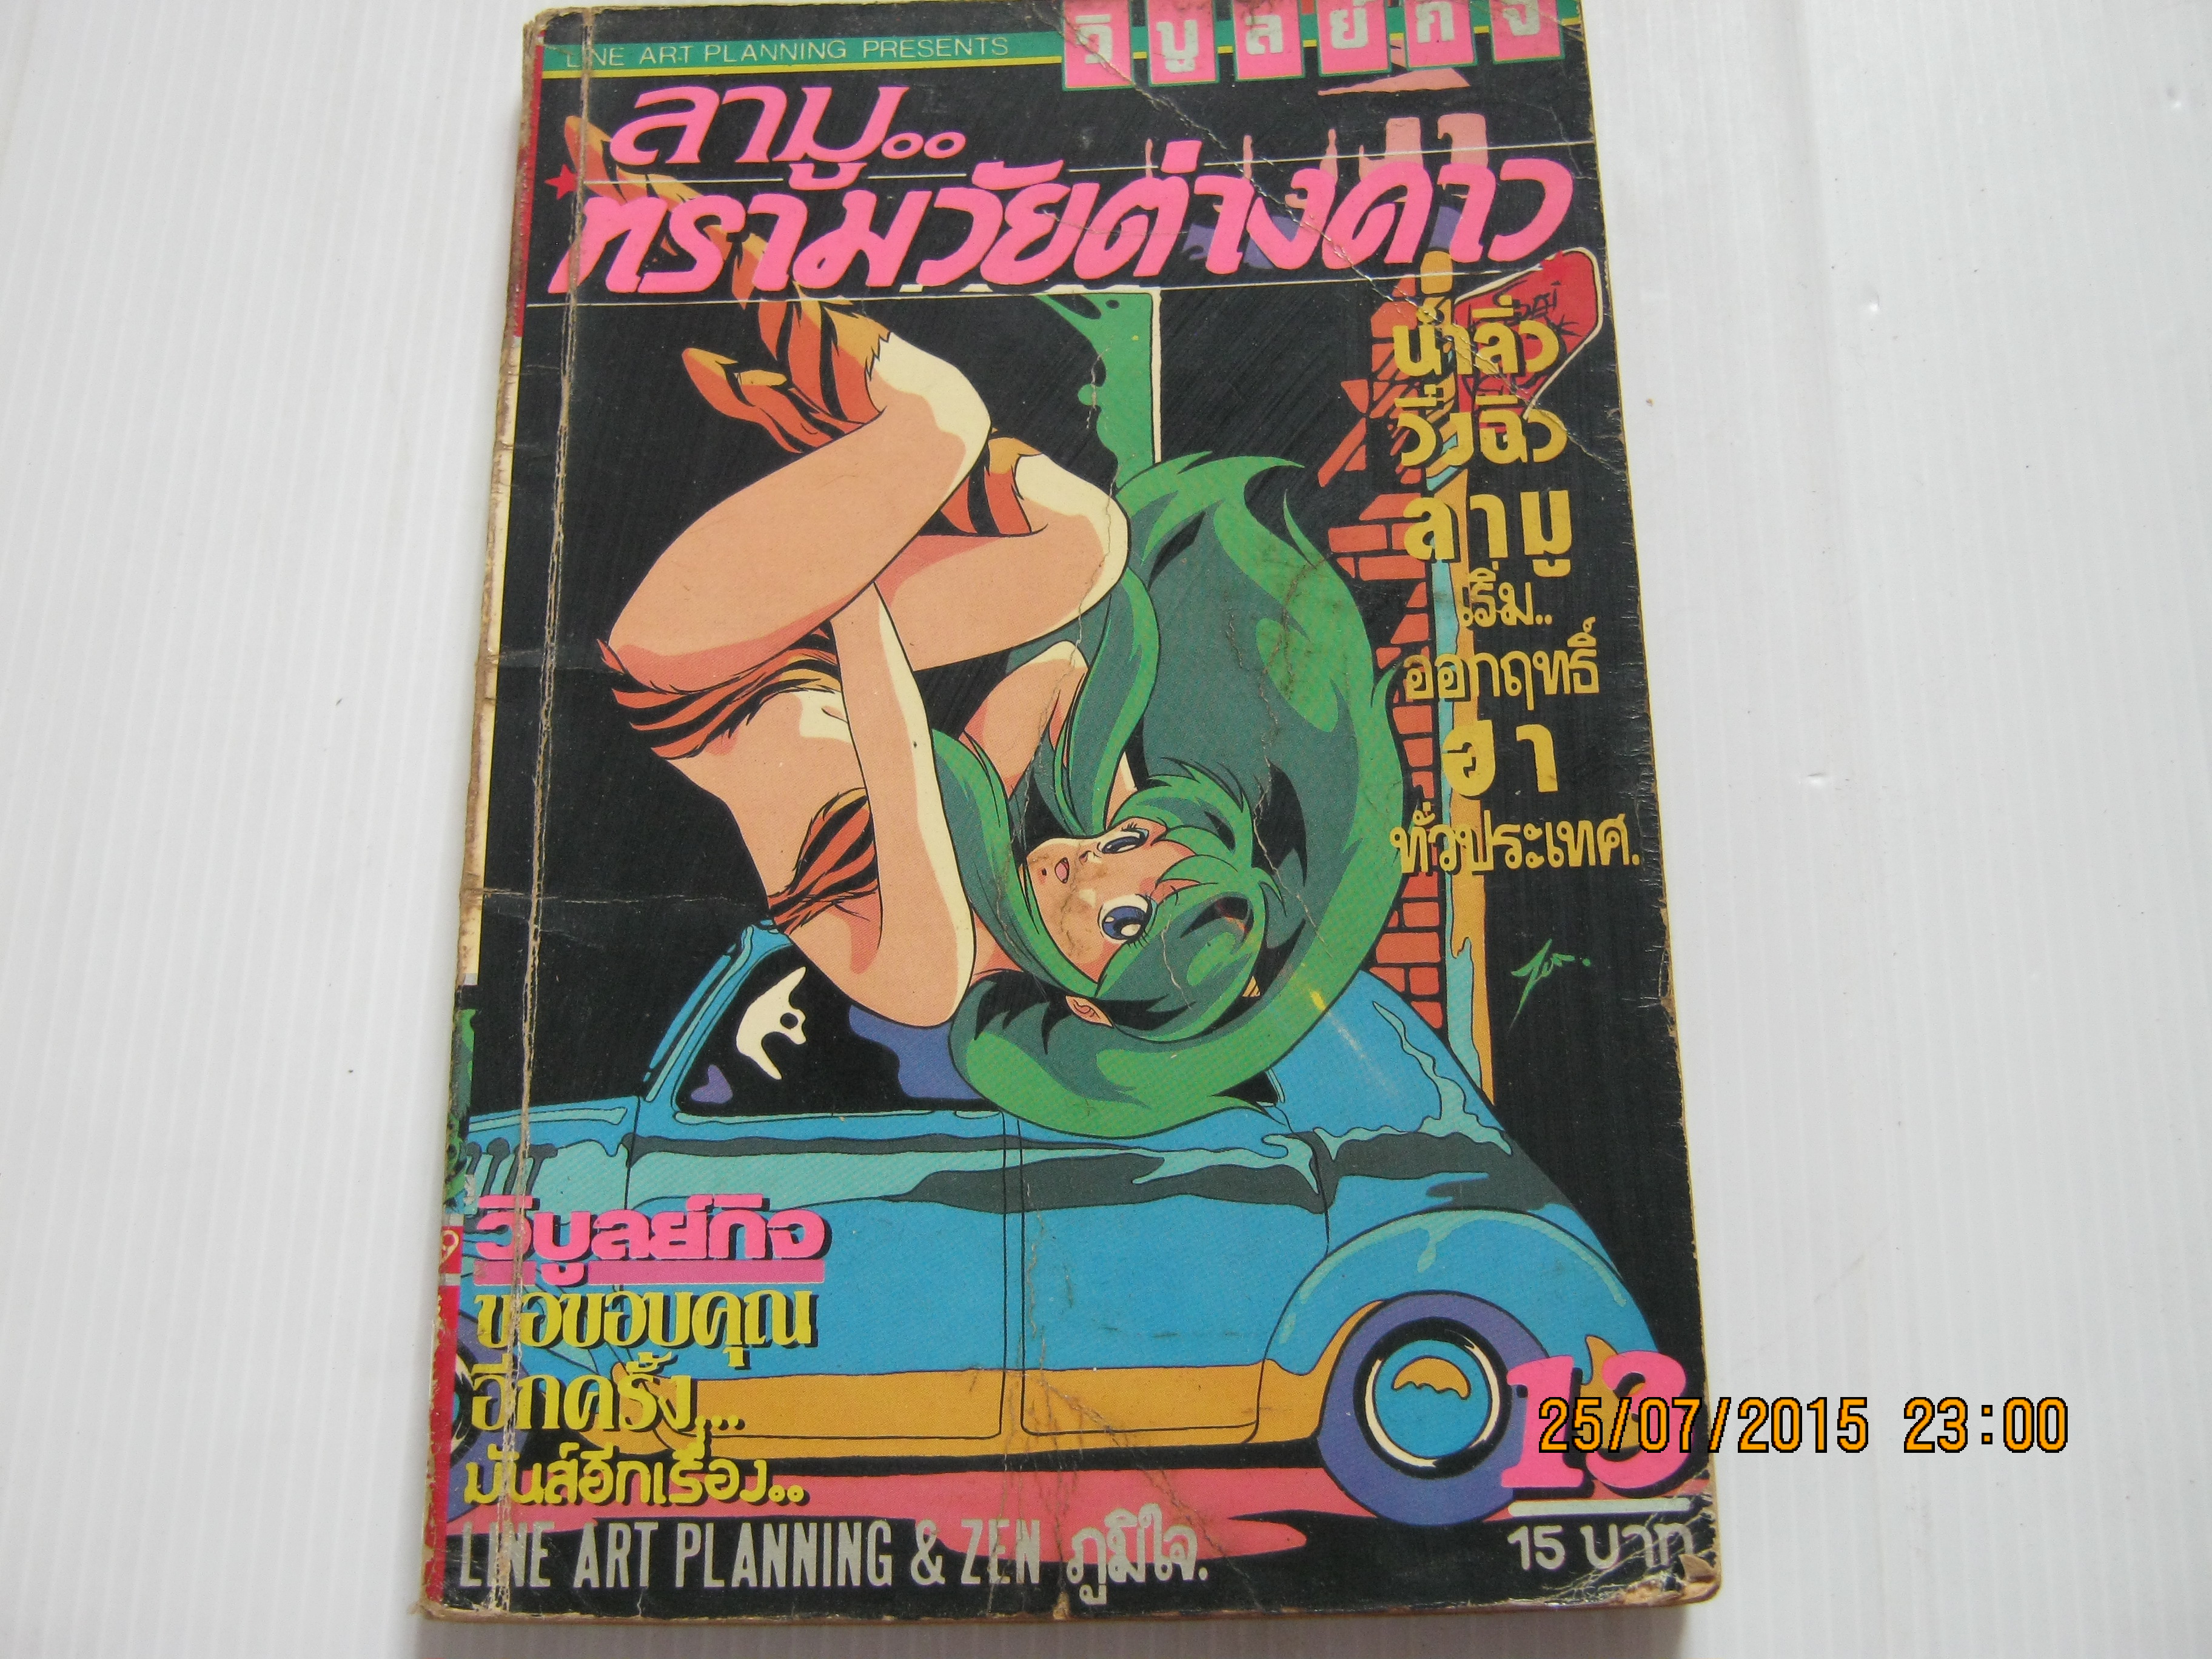 LINE ART PLANNING PRESENTS
วิบูลย์กิจ
ลามู..
ทรามวัยต่างดาว
น้ำลิ่ว
วิ่งฉิว
ลามู
เริ่ม..
ออกฤทธิ์
ฮา
ทั่วประเทศ.
Zen.
วิบูลย์กิจ
ขอขอบคุณ
อีกครั้ง...
มันส์อีกเรื่อง..
LINE ART PLANNING & ZEN ภูมิใจ.
13
15 บาท
25/07/2015 23:00